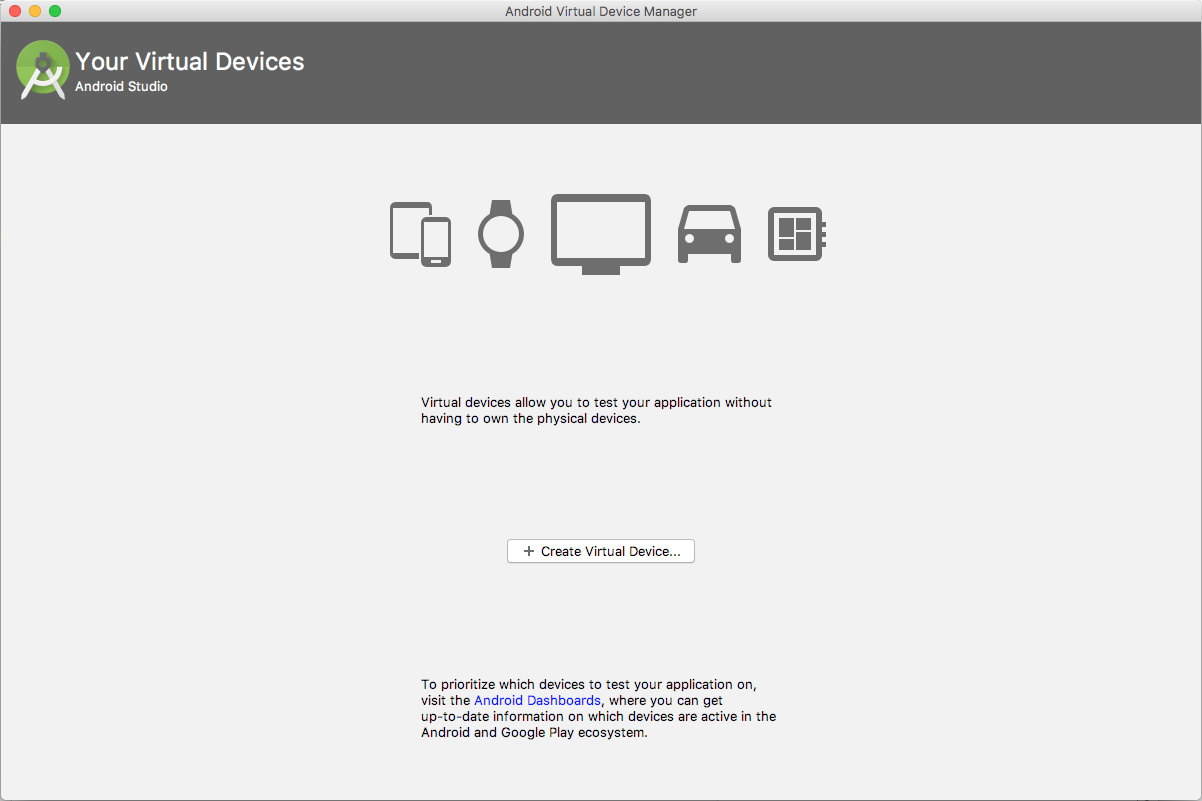 Android Virtual Device Manager
Your Virtual Devices
Android Studio
Virtual devices allow you to test your application without
having to own the physical devices.
+ Create Virtual Device...
To prioritize which devices to test your application on,
visit the Android Dashboards, where you can get
up-to-date information on which devices are active in the
Android and Google Play ecosystem.